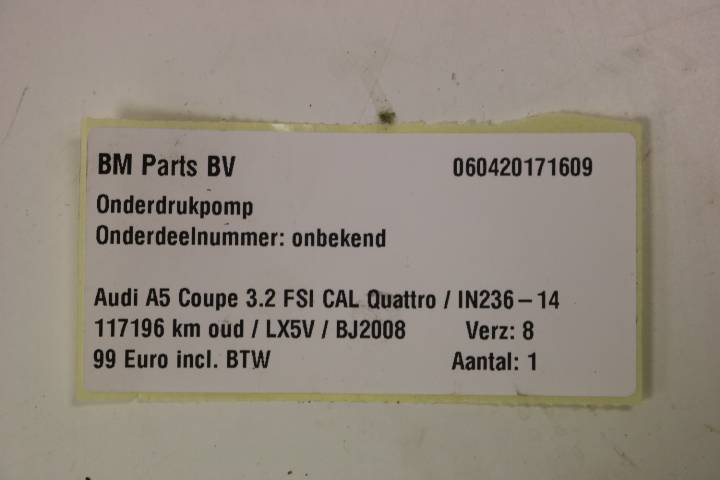 BM Parts BV 060420171609
Onderdrukpomp
Onderdeelnummer: onbekend
Audi A5 Coupe 3.2 FSI CAL Quattro / IN236-14
117196 km oud / LX5V / BJ2008 Verz: 8
99 Euro incl. BTW Aantal: 1